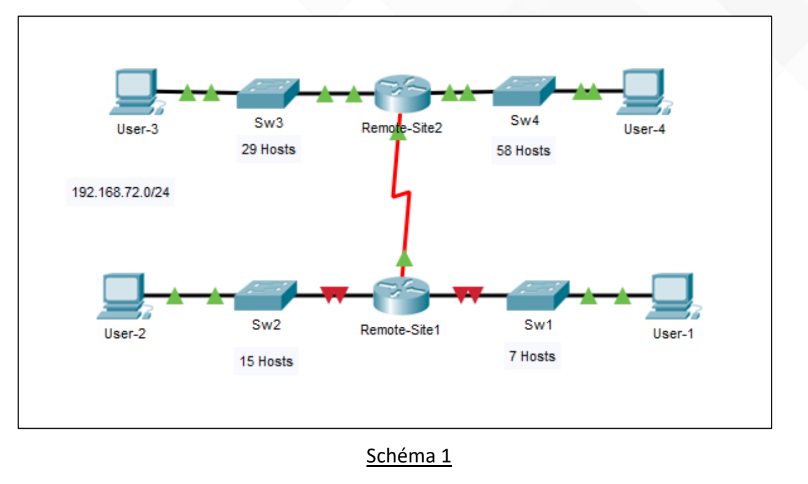 User-3
Sw3
29 Hosts
Remote-Site2
Sw4
58 Hosts
User-4
192.168.72.0/24
User-2
Sw2
15 Hosts
Remote-Site1
Sw1
7 Hosts
User-1
Schéma 1